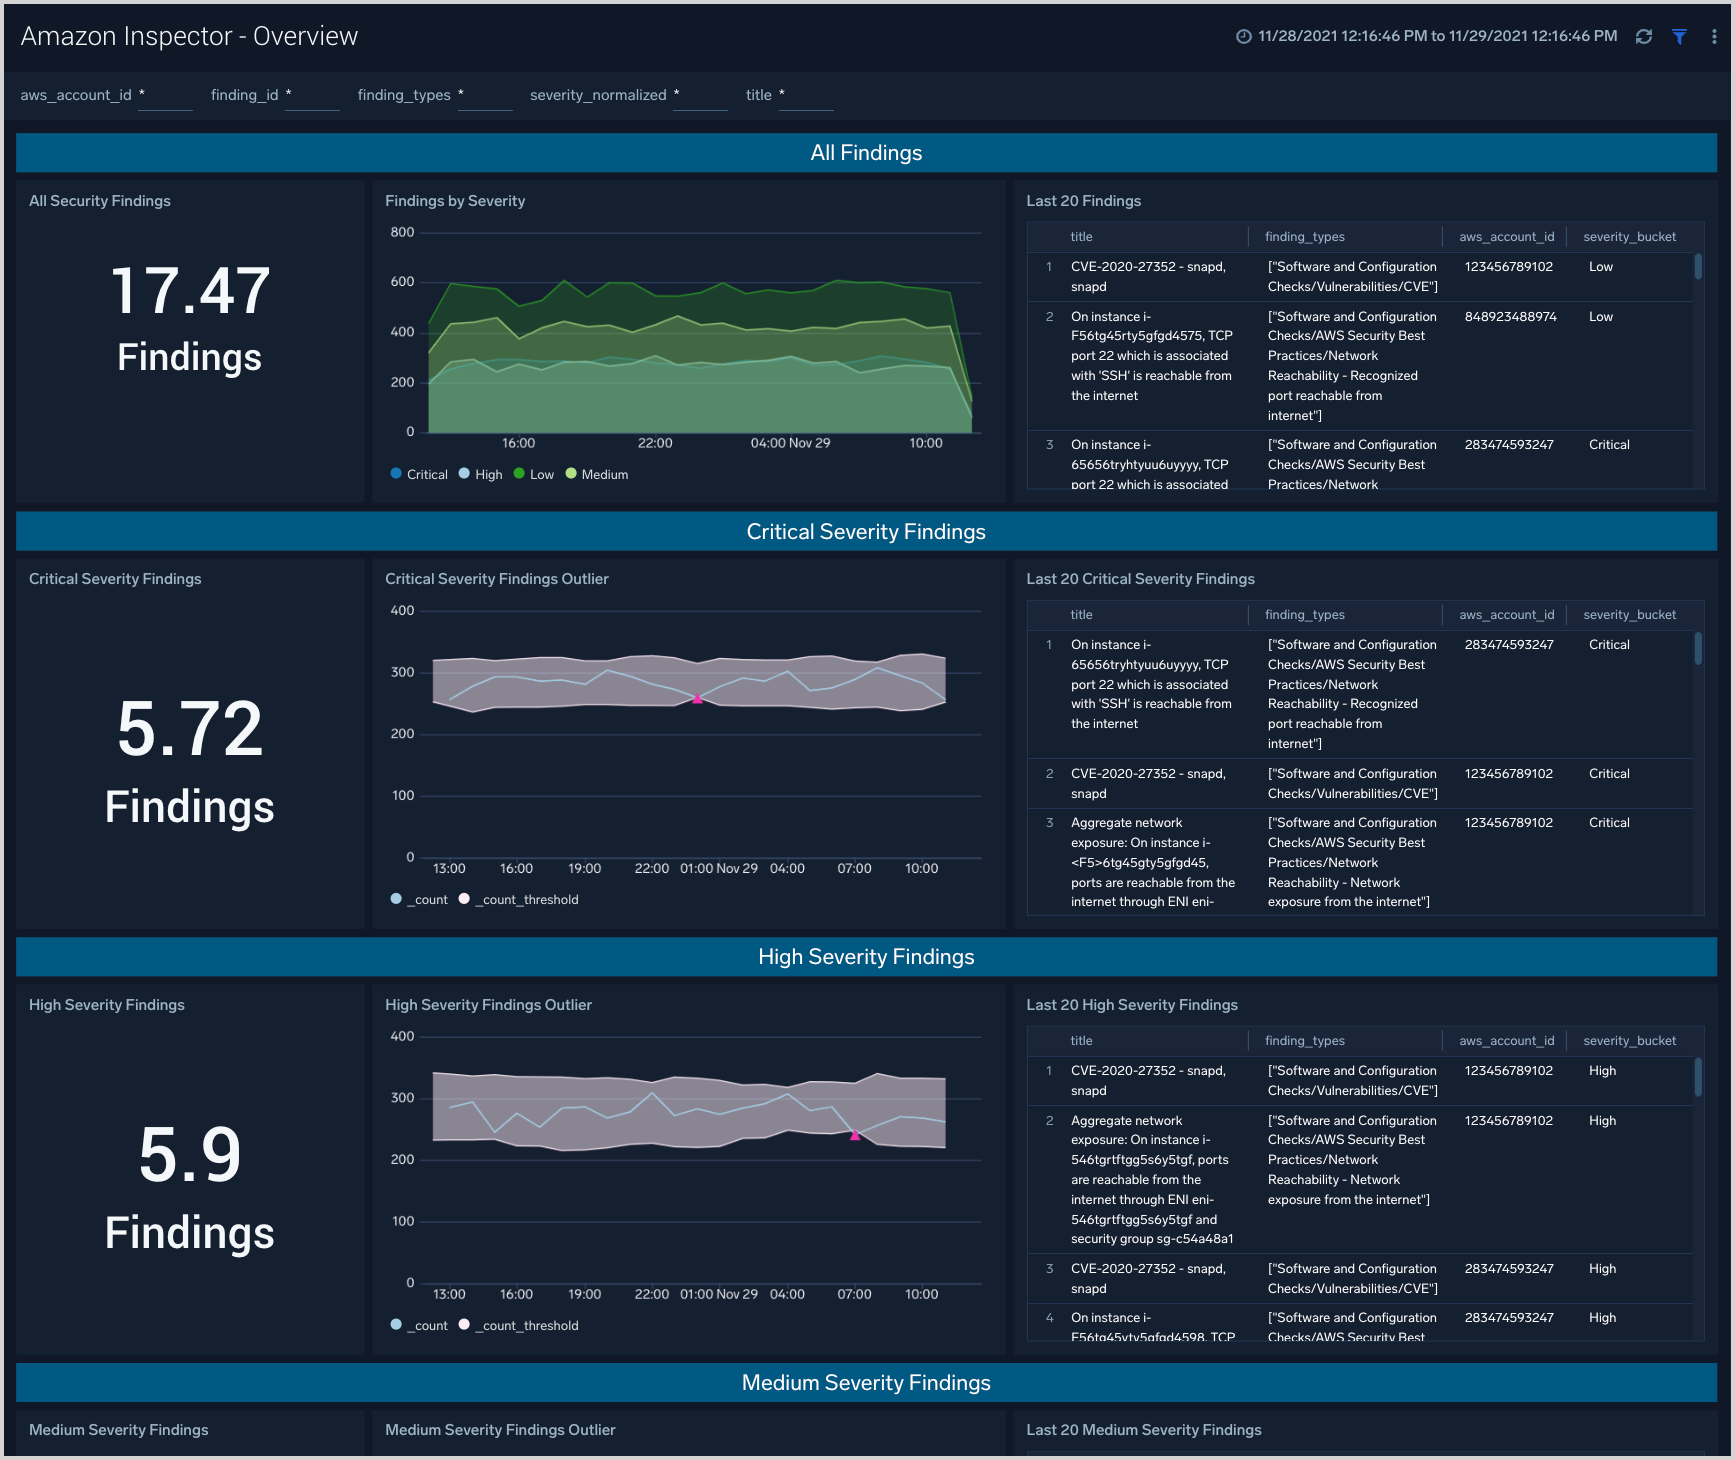 Amazon Inspector - Overview
11/28/2021 12:16:46 PM to 11/29/2021 12:16:46 PM
aws_account_id * finding_id * finding_types * severity_normalized * title *
All Findings
All Security Findings
17.47
Findings
Findings by Severity
800
600
400
200
0
16:00 22:00 04:00 Nov 29 10:00
Critical High Low Medium
Last 20 Findings
title finding_types aws_account_id severity_bucket
1 CVE-2020-27352 - snapd, ["Software and Configuration 123456789102 Low
snapd Checks/Vulnerabilities/CVE"]
2 On instance i- ["Software and Configuration 848923488974 Low
F56tg45rty5gfgd4575, TCP Checks/AWS Security Best
port 22 which is associated Practices/Network
with 'SSH' is reachable from Reachability - Recognized
the internet port reachable from
internet"]
3 On instance i- ["Software and Configuration 283474593247 Critical
65656tryhtyuu6uyyyy, TCP Checks/AWS Security Best
port 22 which is associated Practices/Network
Critical Severity Findings
Critical Severity Findings
5.72
Findings
Critical Severity Findings Outlier
400
300
200
100
0
13:00 16:00 19:00 22:00 01:00 Nov 29 04:00 07:00 10:00
_count _count_threshold
Last 20 Critical Severity Findings
title finding_types aws_account_id severity_bucket
1 On instance i- ["Software and Configuration 283474593247 Critical
65656tryhtyuu6uyyyy, TCP Checks/AWS Security Best
port 22 which is associated Practices/Network
with 'SSH' is reachable from Reachability - Recognized
the internet port reachable from
internet"]
2 CVE-2020-27352 - snapd, ["Software and Configuration 123456789102 Critical
snapd Checks/Vulnerabilities/CVE"]
3 Aggregate network ["Software and Configuration 123456789102 Critical
exposure: On instance i- Checks/AWS Security Best
<F5>6tg45gty5gfgd45, Practices/Network
ports are reachable from the Reachability - Network
internet through ENI eni- exposure from the internet"]
High Severity Findings
High Severity Findings
5.9
Findings
High Severity Findings Outlier
400
300
200
100
0
13:00 16:00 19:00 22:00 01:00 Nov 29 04:00 07:00 10:00
_count _count_threshold
Last 20 High Severity Findings
title finding_types aws_account_id severity_bucket
1 CVE-2020-27352 - snapd, ["Software and Configuration 123456789102 High
snapd Checks/Vulnerabilities/CVE"]
2 Aggregate network ["Software and Configuration 123456789102 High
exposure: On instance i- Checks/AWS Security Best
546tgrtftgg5s6y5tgf, ports Practices/Network
are reachable from the Reachability - Network
internet through ENI eni- exposure from the internet"]
546tgrtftgg5s6y5tgf and
security group sg-c54a48a1
3 CVE-2020-27352 - snapd, ["Software and Configuration 283474593247 High
snapd Checks/Vulnerabilities/CVE"]
4 On instance i- ["Software and Configuration 283474593247 High
F56tg45yty5gfgd4598, TCP Checks/AWS Security Best
Medium Severity Findings
Medium Severity Findings
Medium Severity Findings Outlier
Last 20 Medium Severity Findings